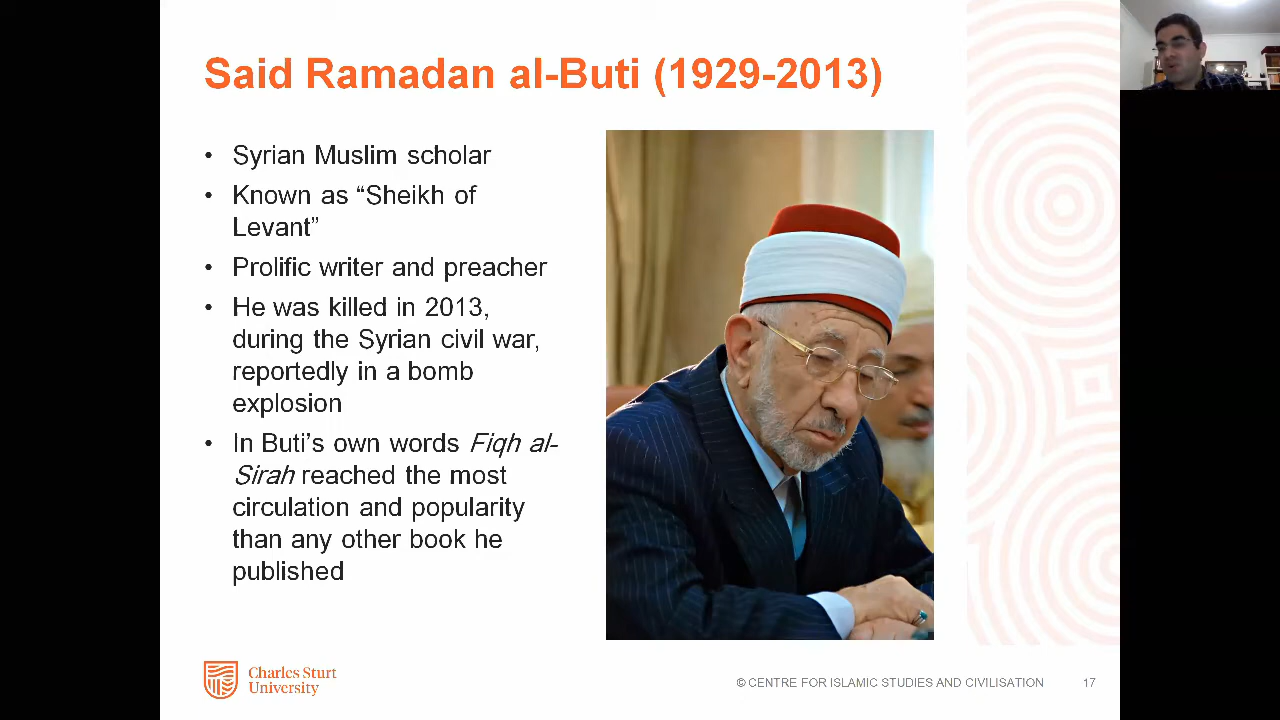 Said Ramadan al-Buti (1929-2013)
• Syrian Muslim scholar
• Known as “Sheikh of
Levant”
• Prolific writer and preacher
• He was killed in 2013,
during the Syrian civil war,
reportedly in a bomb
explosion
• In Buti’s own words Fiqh al-
Sirah reached the most
circulation and popularity
than any other book he
published
Charles Sturt
University
© CENTRE FOR ISLAMIC STUDIES AND CIVILISATION
17